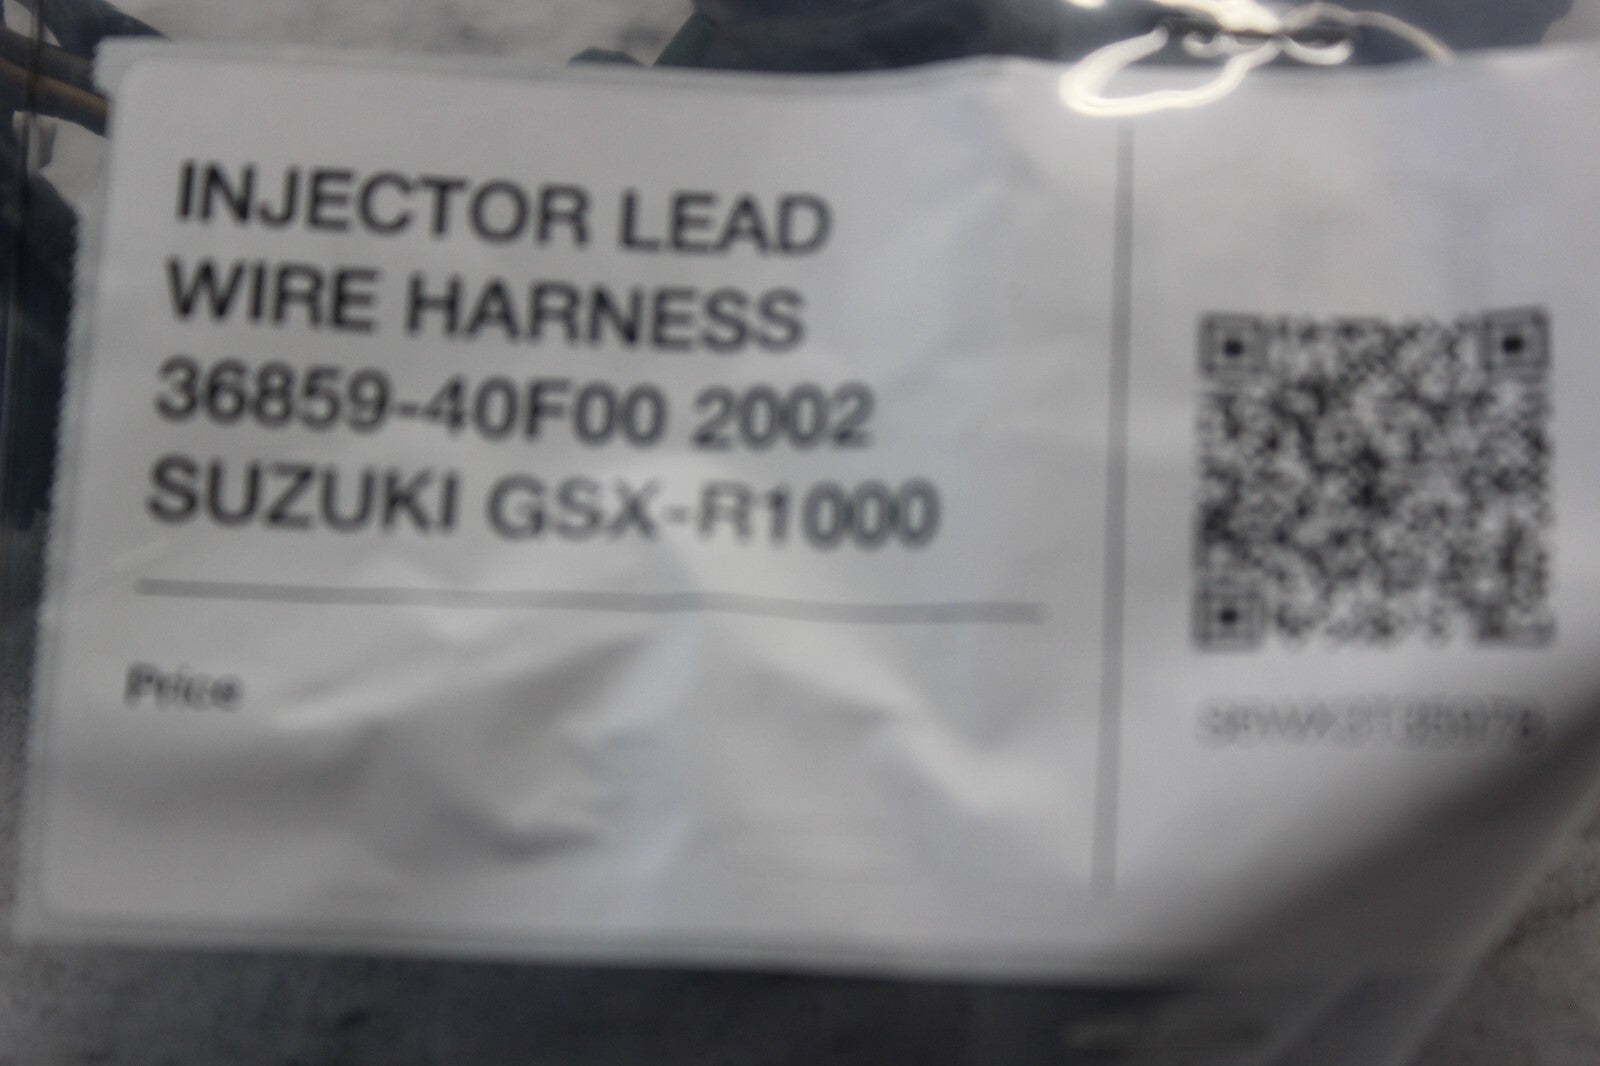 INJECTOR LEAD
WIRE HARNESS
36859-40F00 2002
SUZUKI GSX-R1000
Price